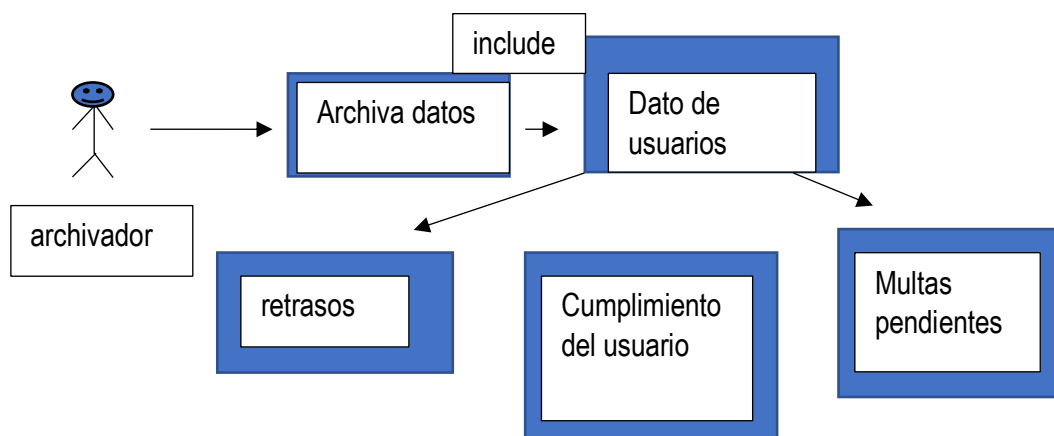 include
Archiva datos
Dato de
usuarios
archivador
retrasos
Cumplimiento
del usuario
Multas
pendientes